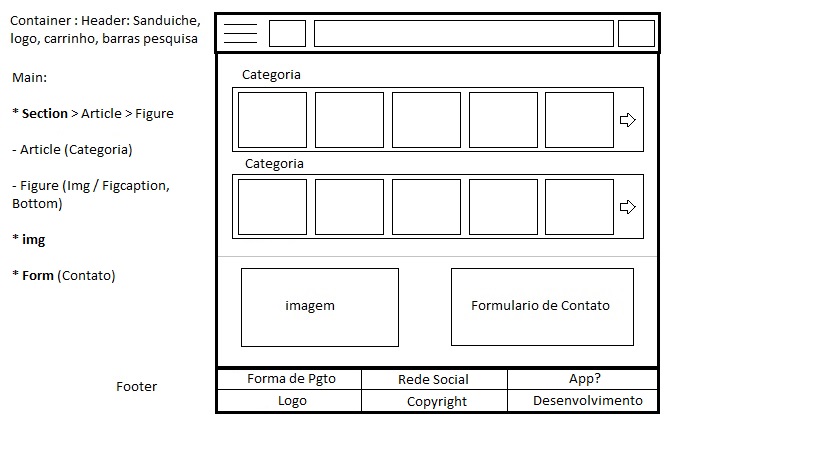 Container : Header: Sanduiche,
logo, carrinho, barras pesquisa
Main:
* Section > Article > Figure
- Article (Categoria)
- Figure (Img / Figcaption,
Bottom)
* img
* Form (Contato)
Footer
Categoria
Categoria
imagem
Formulario de Contato
Forma de Pgto
Rede Social
App?
Logo
Copyright
Desenvolvimento